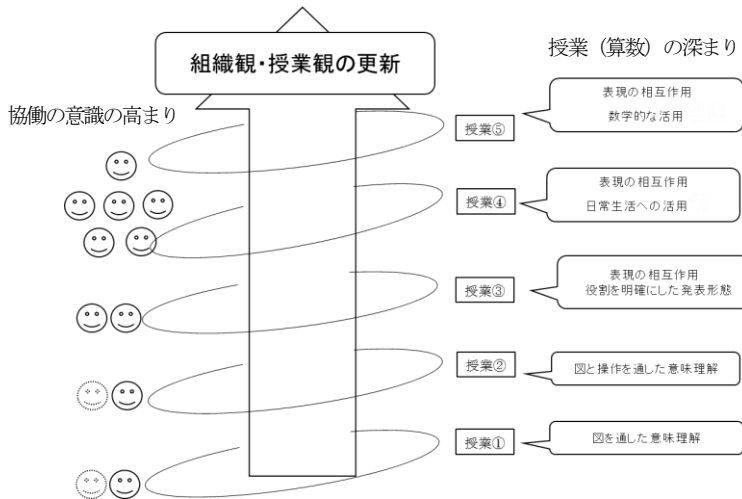 授業（算数）の深まり
組織観・授業観の更新
協働の意識の高まり
表現の相互作用
数学的な活用
授業⑤
表現の相互作用
日常生活への活用
授業④
表現の相互作用
役割を明確にした発表形態
授業③
図と操作を通した意味理解
授業②
図を通した意味理解
授業①